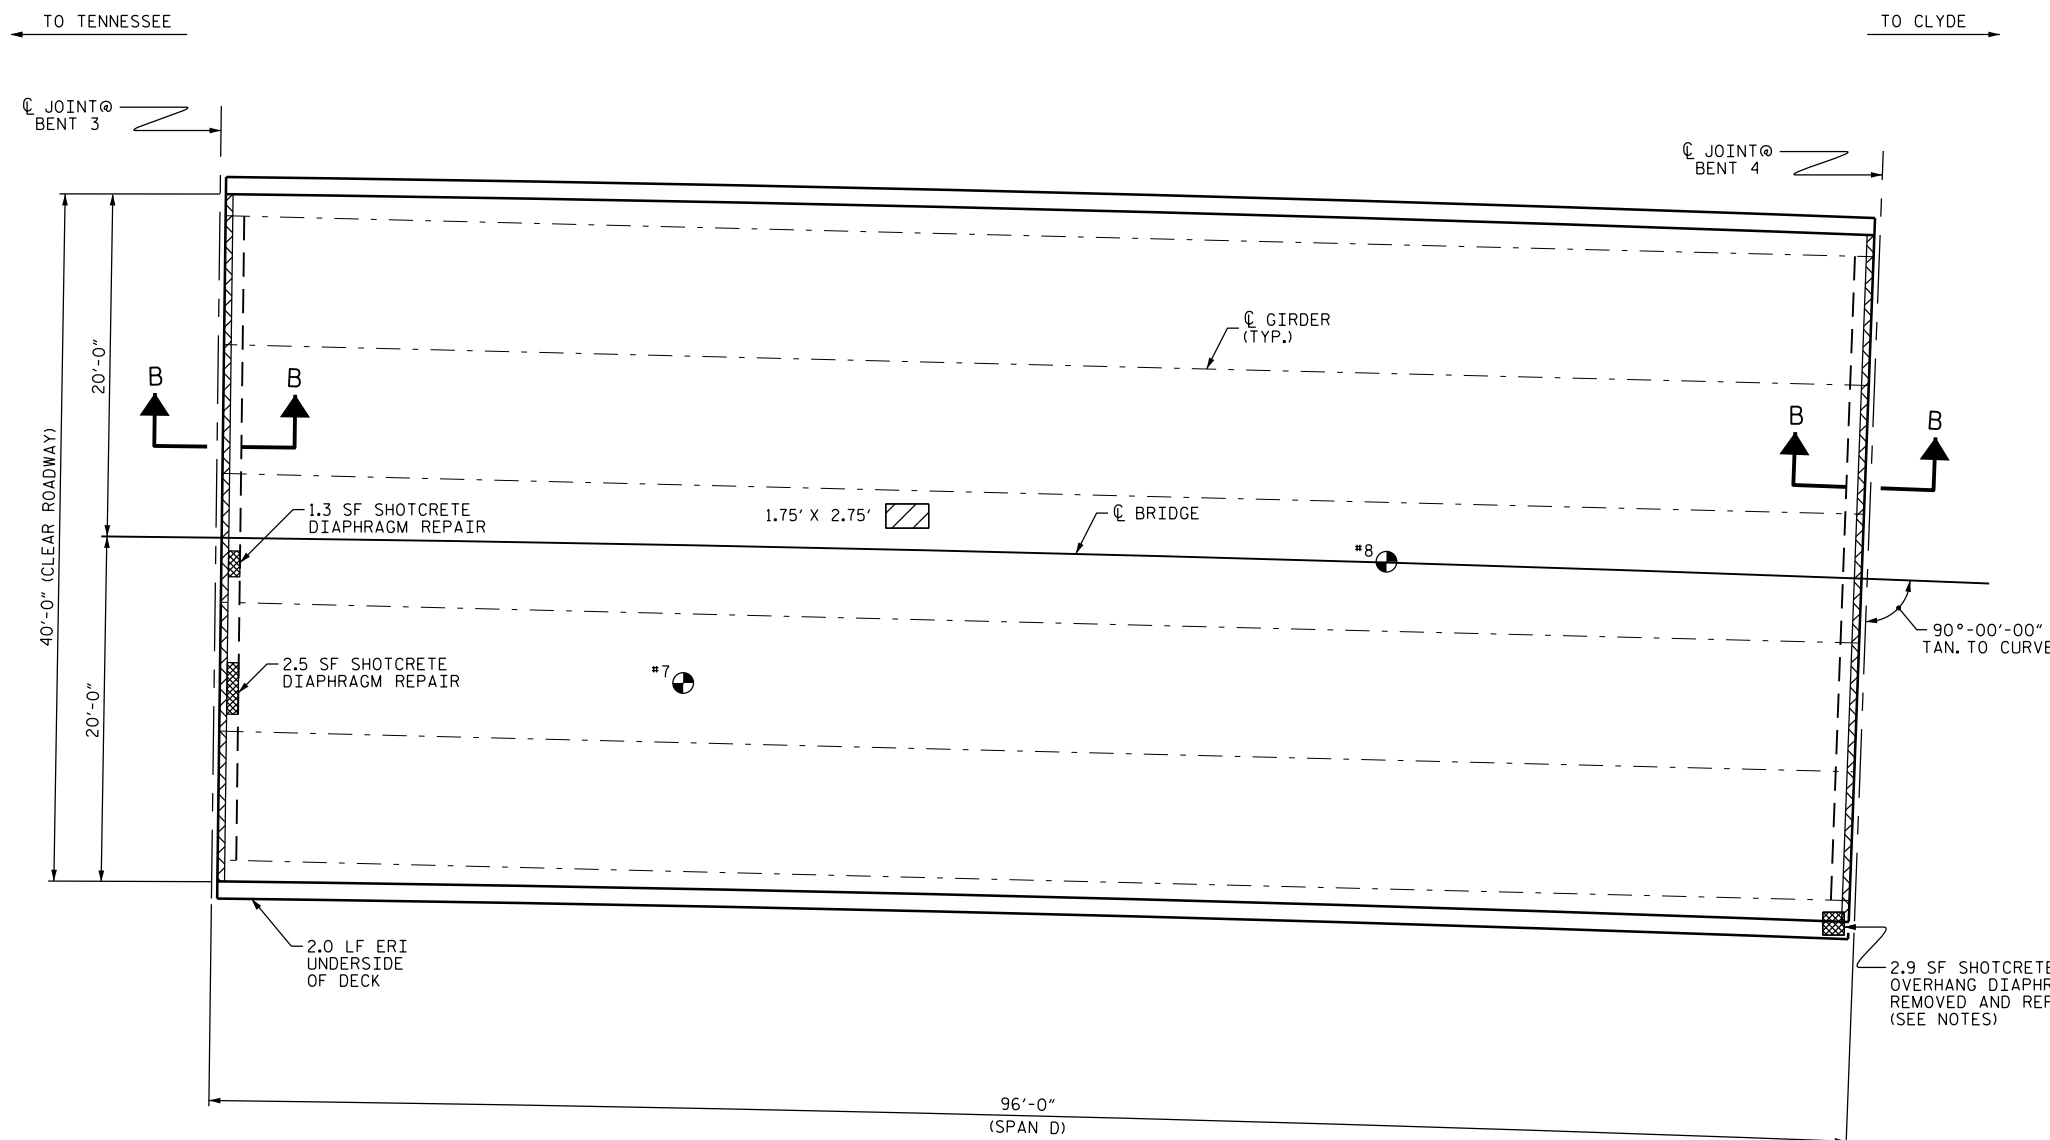 TO TENNESSEE
TO CLYDE
℄ JOINT@
BENT 3
℄ JOINT@
BENT 4
℄ GIRDER
(TYP.)
20'-0"
40'-0" (CLEAR ROADWAY)
B
B
B
B
1.3 SF SHOTCRETE
DIAPHRAGM REPAIR
1.75' X 2.75'
℄ BRIDGE
#8
90°-00'-00"
TAN. TO CURVE
2.5 SF SHOTCRETE
DIAPHRAGM REPAIR
#7
20'-0"
2.0 LF ERI
UNDERSIDE
OF DECK
2.9 SF SHOTCRETE
OVERHANG
REMOVED AND
(SEE NOTES)
96'-0"
(SPAN D)